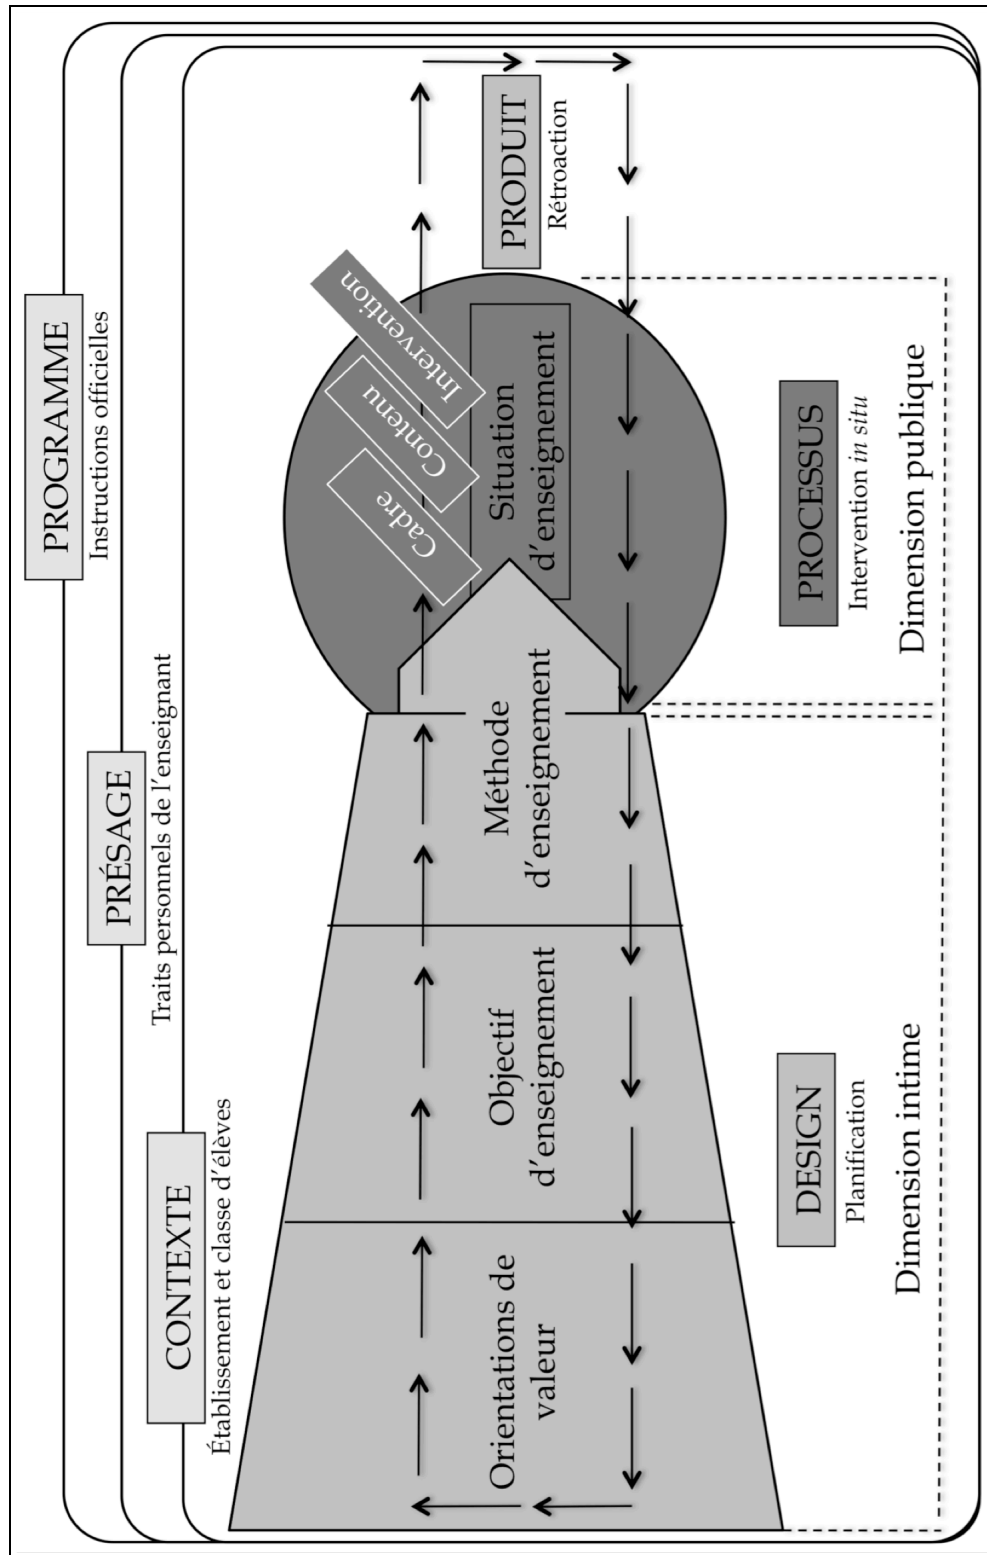 PROGRAMME
Instructions officielles
PRÉSAGE
Traits personnels de l'enseignant
CONTEXTE
Établissement et classe d'élèves
Orientations de
valeur
Objectif
d'enseignement
Méthode
d'enseignement
Situation
d'enseignement
Cadre
Contenu
Intervention
PRODUIT
Rétroaction
DESIGN
Planification
Dimension intime
PROCESSUS
Intervention in situ
Dimension publique